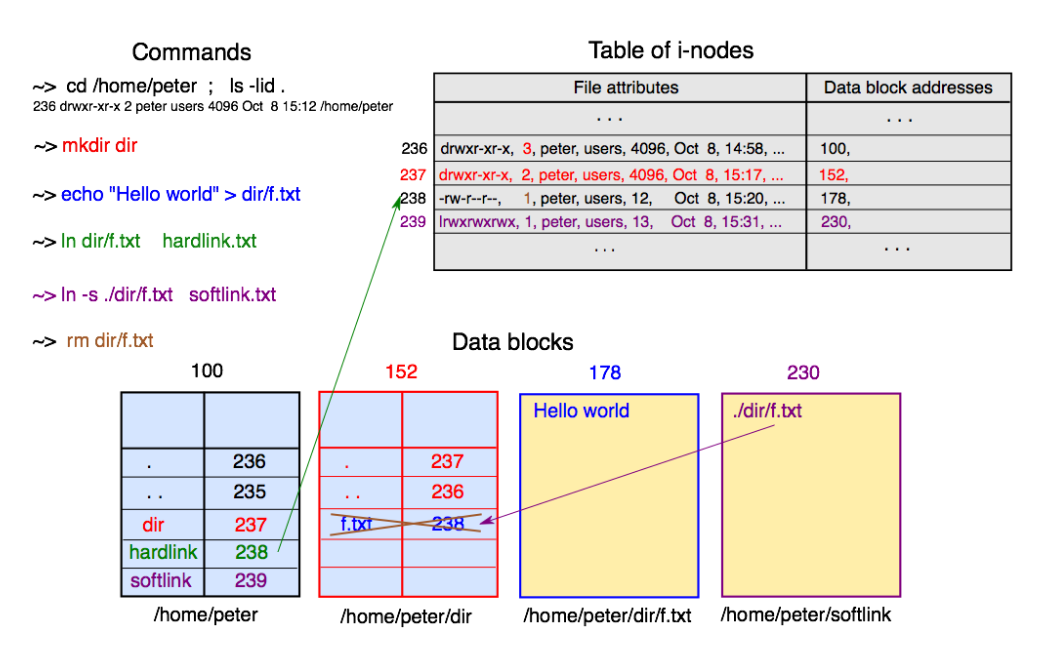 Commands
~> cd /home/peter ; ls -lid .
236 drwxr-xr-x 2 peter users 4096 Oct 8 15:12 /home/peter
~> mkdir dir
~> echo "Hello world" > dir/f.txt
~> ln dir/f.txt hardlink.txt
~> ln -s ./dir/f.txt softlink.txt
~> rm dir/f.txt
Table of i-nodes
File attributes Data block addresses
. . . . . .
236 drwxr-xr-x, 3, peter, users, 4096, Oct 8, 14:58, ... 100,
237 drwxr-xr-x, 2, peter, users, 4096, Oct 8, 15:17, ... 152,
238 -rw-r--r--, 1, peter, users, 12, Oct 8, 15:20, ... 178,
239 lrwxrwxrwx, 1, peter, users, 13, Oct 8, 15:31, ... 230,
. . . . . .
Data blocks
100
. 236
. . 235
dir 237
hardlink 238
softlink 239
/home/peter
152
. 237
. . 236
f.txt 238
/home/peter/dir
178
Hello world
/home/peter/dir/f.txt
230
./dir/f.txt
/home/peter/softlink